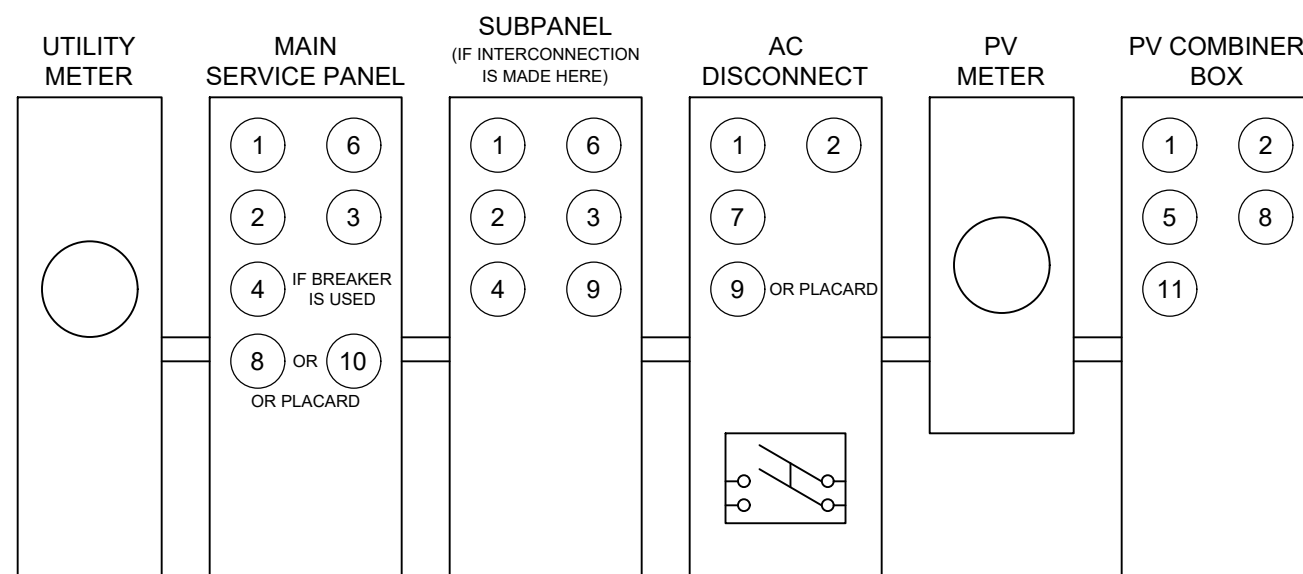 UTILITY
METER
MAIN
SERVICE PANEL
SUBPANEL
(IF INTERCONNECTION
IS MADE HERE)
AC
DISCONNECT
PV
METER
PV COMBINER
BOX
1 6
2 3
4 IF BREAKER
IS USED
8 OR 10
OR PLACARD
1 6
2 3
4 9
1 2
7
9 OR PLACARD
1 2
5 8
11